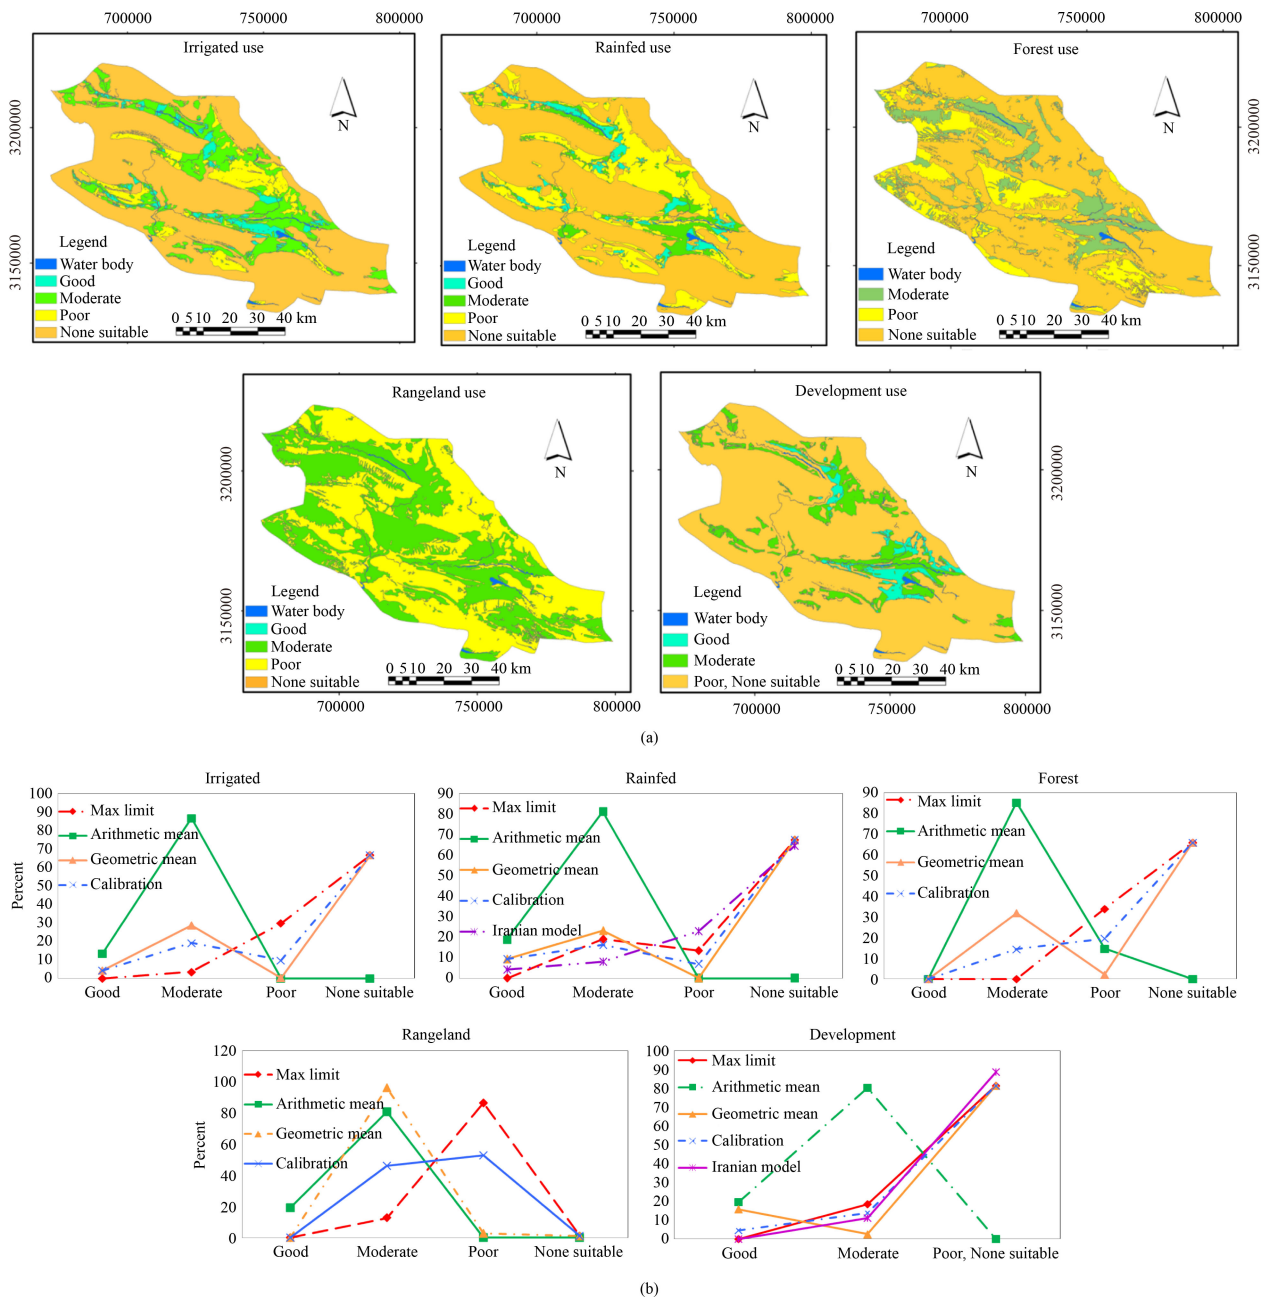 700000 750000 800000
700000 750000 800000
700000 750000 800000
Irrigated use
Rainfed use
Forest use
3200000
3150000
3200000
3150000
N
N
N
Legend
Water body
Good
Moderate
Poor
None suitable
0 5 10 20 30 40 km
Legend
Water body
Good
Moderate
Poor
None suitable
0 5 10 20 30 40 km
Legend
Water body
Moderate
Poor
None suitable
0 5 10 20 30 40 km
Rangeland use
Development use
3200000
3150000
3200000
3150000
N
N
Legend
Water body
Good
Moderate
Poor
None suitable
0 5 10 20 30 40 km
Legend
Water body
Good
Moderate
Poor, None suitable
0 5 10 20 30 40 km
700000 750000 800000
700000 750000 800000
(a)
Irrigated
Percent
100
90
80
70
60
50
40
30
20
10
0
Max limit
Arithmetic mean
Geometric mean
Calibration
Good Moderate Poor None suitable
Rainfed
90
80
70
60
50
40
30
20
10
0
Max limit
Arithmetic mean
Geometric mean
Calibration
Iranian model
Good Moderate Poor None suitable
Forest
90
80
70
60
50
40
30
20
10
0
Max limit
Arithmetic mean
Geometric mean
Calibration
Good Moderate Poor None suitable
Rangeland
Percent
120
100
80
60
40
20
0
Max limit
Arithmetic mean
Geometric mean
Calibration
Good Moderate Poor None suitable
Development
100
90
80
70
60
50
40
30
20
10
0
Max limit
Arithmetic mean
Geometric mean
Calibration
Iranian model
Good Moderate Poor, None suitable
(b)